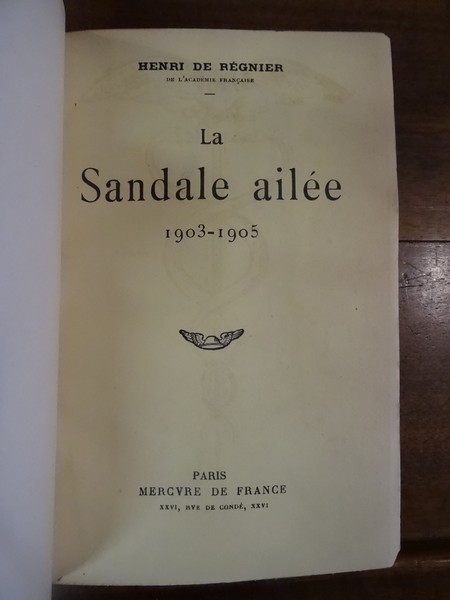 HENRI DE RÉGNIER
DE L'ACADÉMIE FRANÇAISE
La
Sandale ailée
1903-1905
PARIS
MERCVRE DE FRANCE
XXVI, RVE DE CONDÉ, XXVI